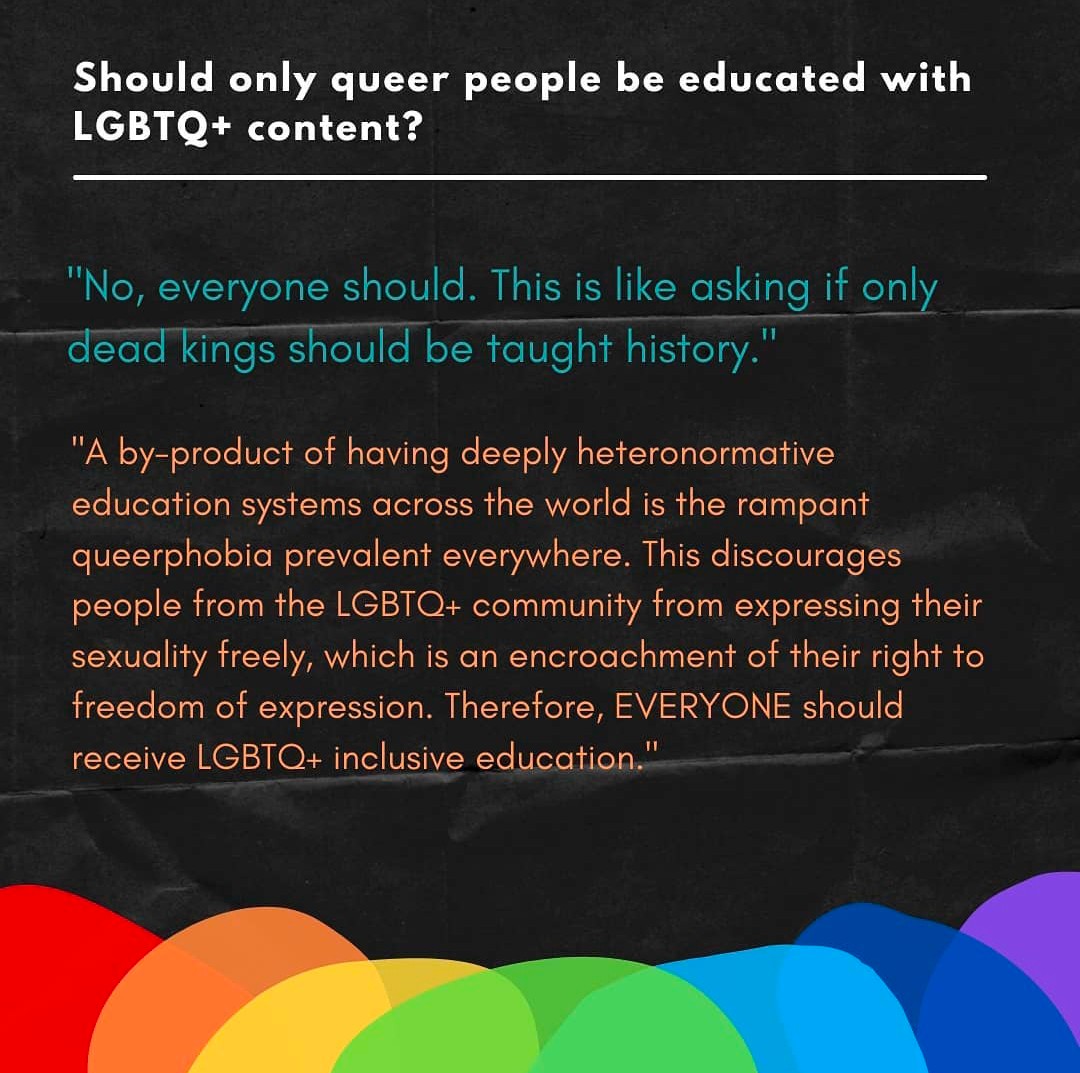 Should only queer people be educated with
LGBTQ+ content?
"No, everyone should. This is like asking if only
dead kings should be taught history."
"A by-product of having deeply heteronormative
education systems across the world is the rampant
queerphobia prevalent everywhere. This discourages
people from the LGBTQ+ community from expressing their
sexuality freely, which is an encroachment of their right to
freedom of expression. Therefore, EVERYONE should
receive LGBTQ+ inclusive education."